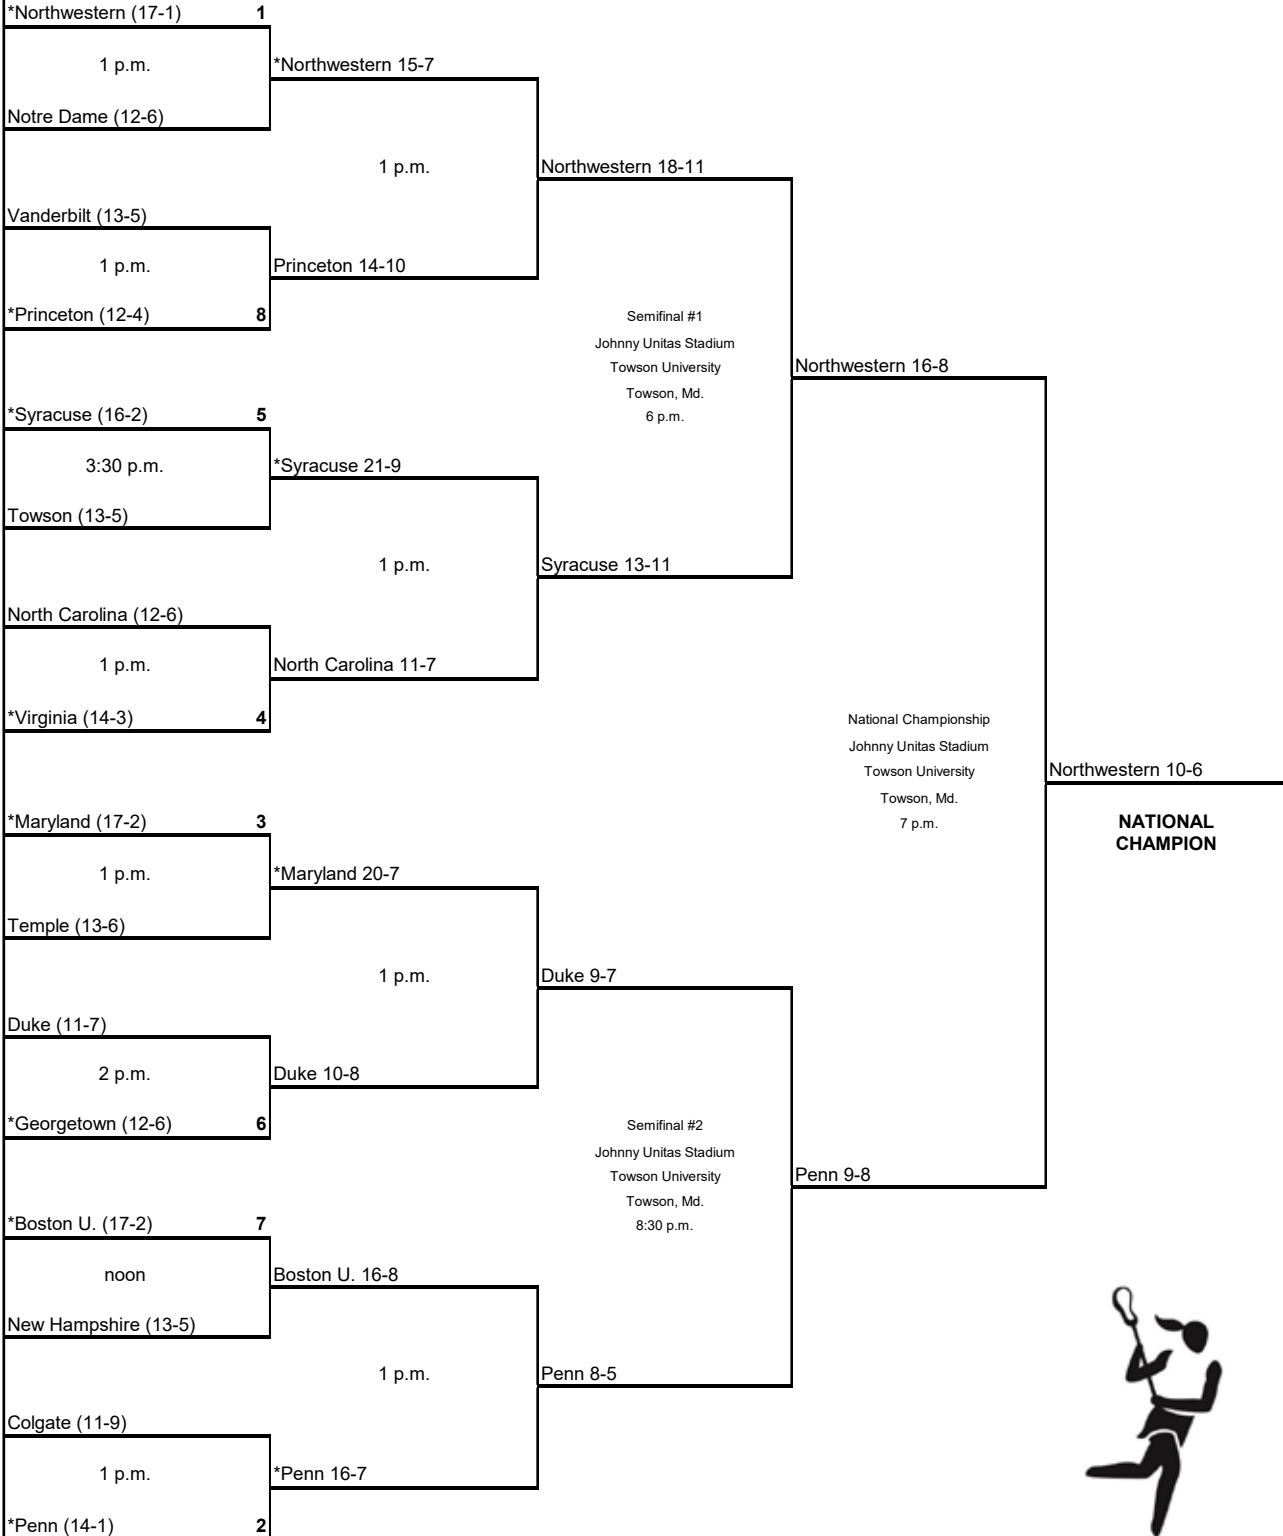 *Northwestern (17-1) 1
1 p.m.
Notre Dame (12-6)
Vanderbilt (13-5)
1 p.m.
*Princeton (12-4) 8
*Syracuse (16-2) 5
3:30 p.m.
Towson (13-5)
North Carolina (12-6)
1 p.m.
*Virginia (14-3) 4
*Maryland (17-2) 3
1 p.m.
Temple (13-6)
Duke (11-7)
2 p.m.
*Georgetown (12-6) 6
*Boston U. (17-2) 7
noon
New Hampshire (13-5)
Colgate (11-9)
1 p.m.
*Penn (14-1) 2
*Northwestern 15-7
1 p.m.
Princeton 14-10
*Syracuse 21-9
1 p.m.
North Carolina 11-7
*Maryland 20-7
1 p.m.
Duke 10-8
Boston U. 16-8
1 p.m.
*Penn 16-7
Northwestern 18-11
Semifinal #1
Johnny Unitas Stadium
Towson University
Towson, Md.
6 p.m.
Syracuse 13-11
Duke 9-7
Semifinal #2
Johnny Unitas Stadium
Towson University
Towson, Md.
8:30 p.m.
Penn 8-5
Northwestern 16-8
National Championship
Johnny Unitas Stadium
Towson University
Towson, Md.
7 p.m.
Penn 9-8
Northwestern 10-6
NATIONAL
CHAMPION